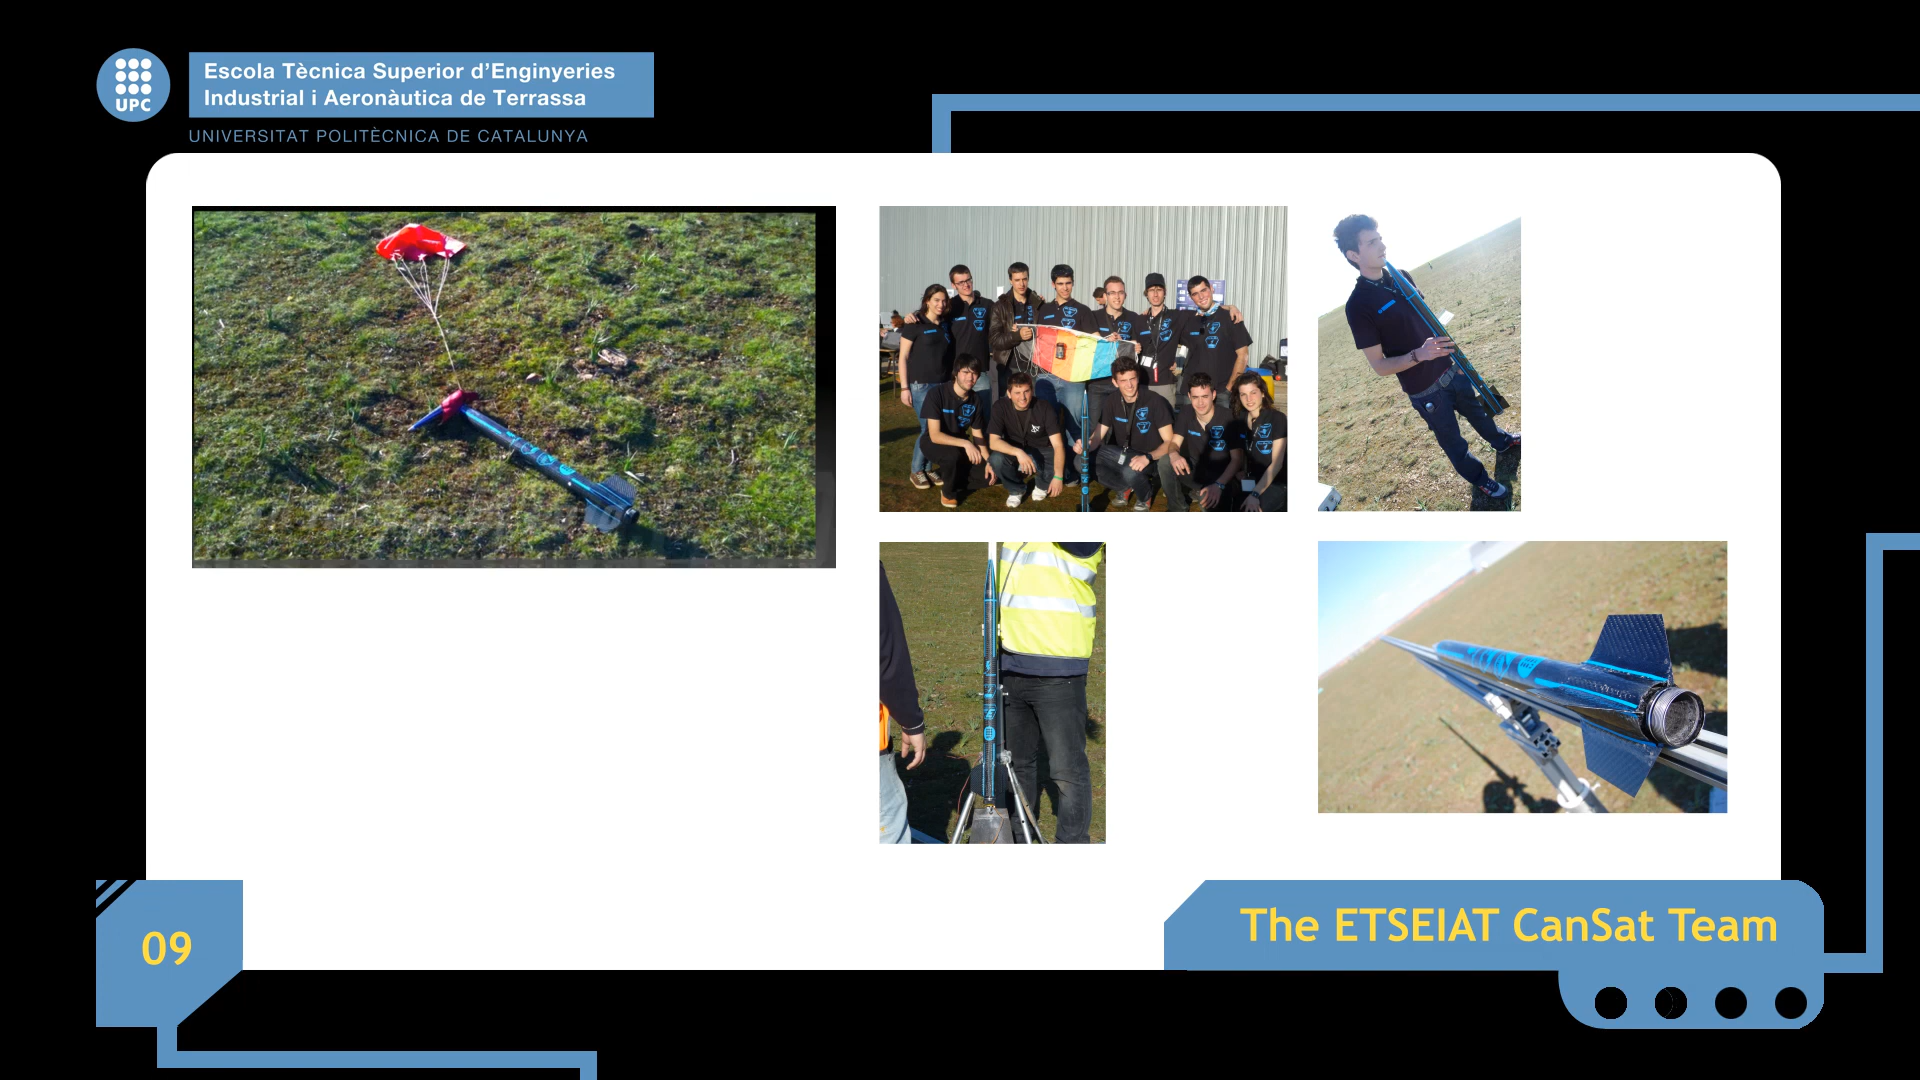 UPC
Escola Tècnica Superior d'Enginyeries
Industrial i Aeronàutica de Terrassa
UNIVERSITAT POLITÈCNICA DE CATALUNYA
09
The ETSEIAT CanSat Team